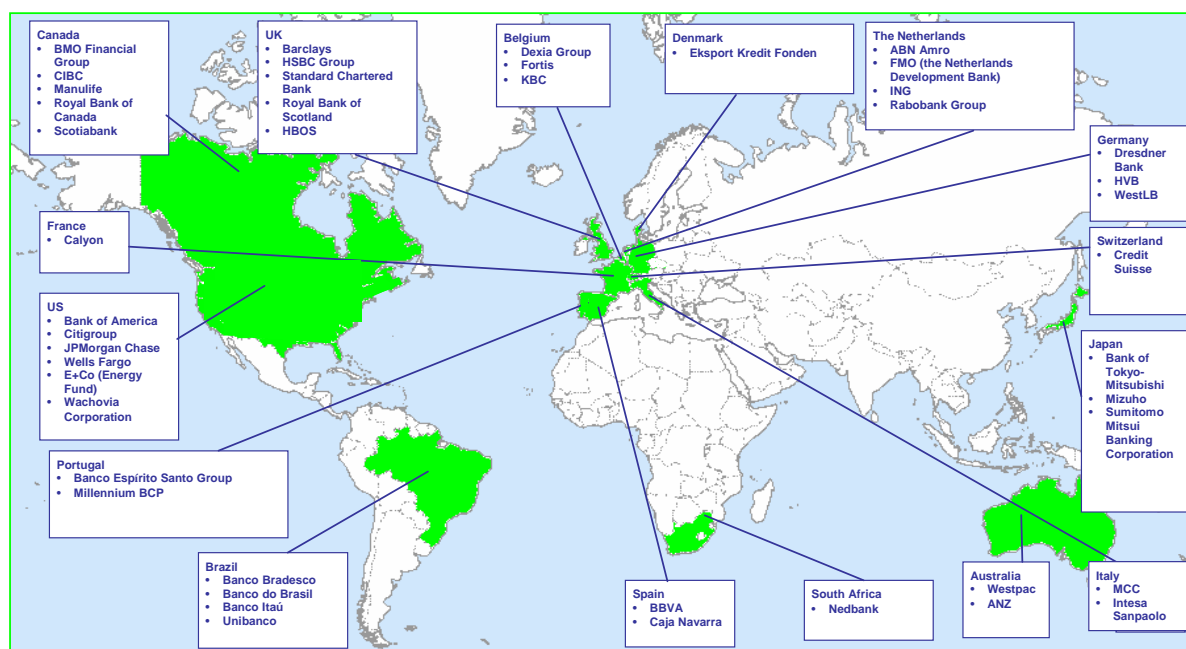 Canada
• BMO Financial
Group
• CIBC
• Manulife
• Royal Bank of
Canada
• Scotiabank
UK
• Barclays
• HSBC Group
• Standard Chartered
Bank
• Royal Bank of
Scotland
• HBOS
Belgium
• Dexia Group
• Fortis
• KBC
Denmark
• Eksport Kredit Fonden
The Netherlands
• ABN Amro
• FMO (the Netherlands
Development Bank)
• ING
• Rabobank Group
Germany
• Dresdner
Bank
• HVB
• WestLB
France
• Calyon
Switzerland
• Credit
Suisse
US
• Bank of America
• Citigroup
• JPMorgan Chase
• Wells Fargo
• E+Co (Energy
Fund)
• Wachovia
Corporation
Japan
• Bank of
Tokyo-
Mitsubishi
• Mizuho
• Sumitomo
Mitsui
Banking
Corporation
Portugal
• Banco Espírito Santo Group
• Millennium BCP
Brazil
• Banco Bradesco
• Banco do Brasil
• Banco Itaú
• Unibanco
Spain
• BBVA
• Caja Navarra
South Africa
• Nedbank
Australia
• Westpac
• ANZ
Italy
• MCC
• Intesa
Sanpaolo